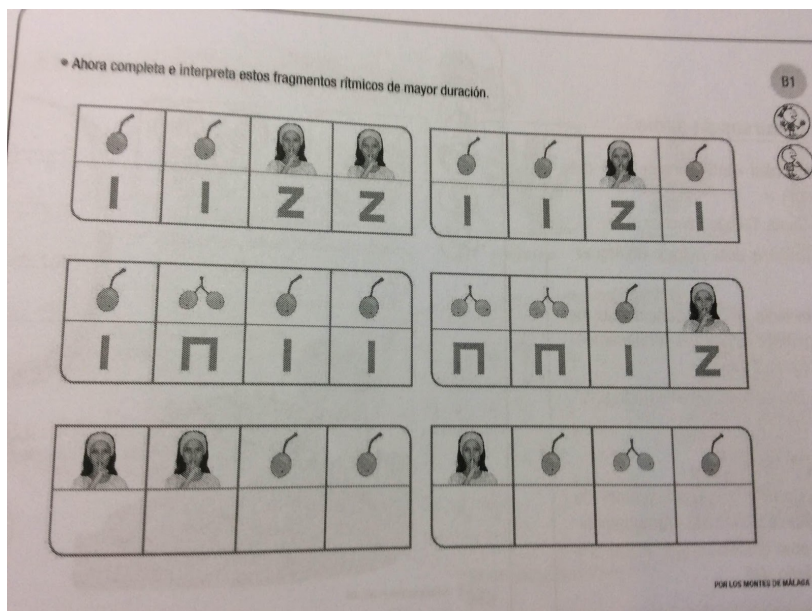 • Ahora completa e interpreta estos fragmentos rítmicos de mayor duración.
B1
I I Z Z
I I Z I
I П I I
П П I Z
POR LOS MONTES DE MÁLAGA